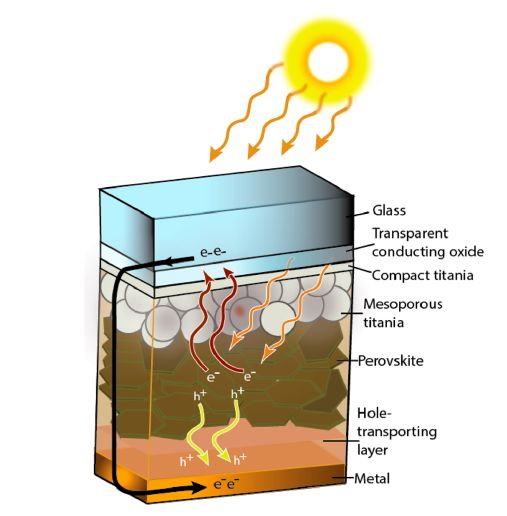 Glass
Transparent
conducting oxide
e-e-
Compact titania
Mesoporous
titania
Perovskite
e⁻ e⁻
h⁺ h⁺
Hole-
transporting
layer
h⁺ h⁺
Metal
e⁻e⁻